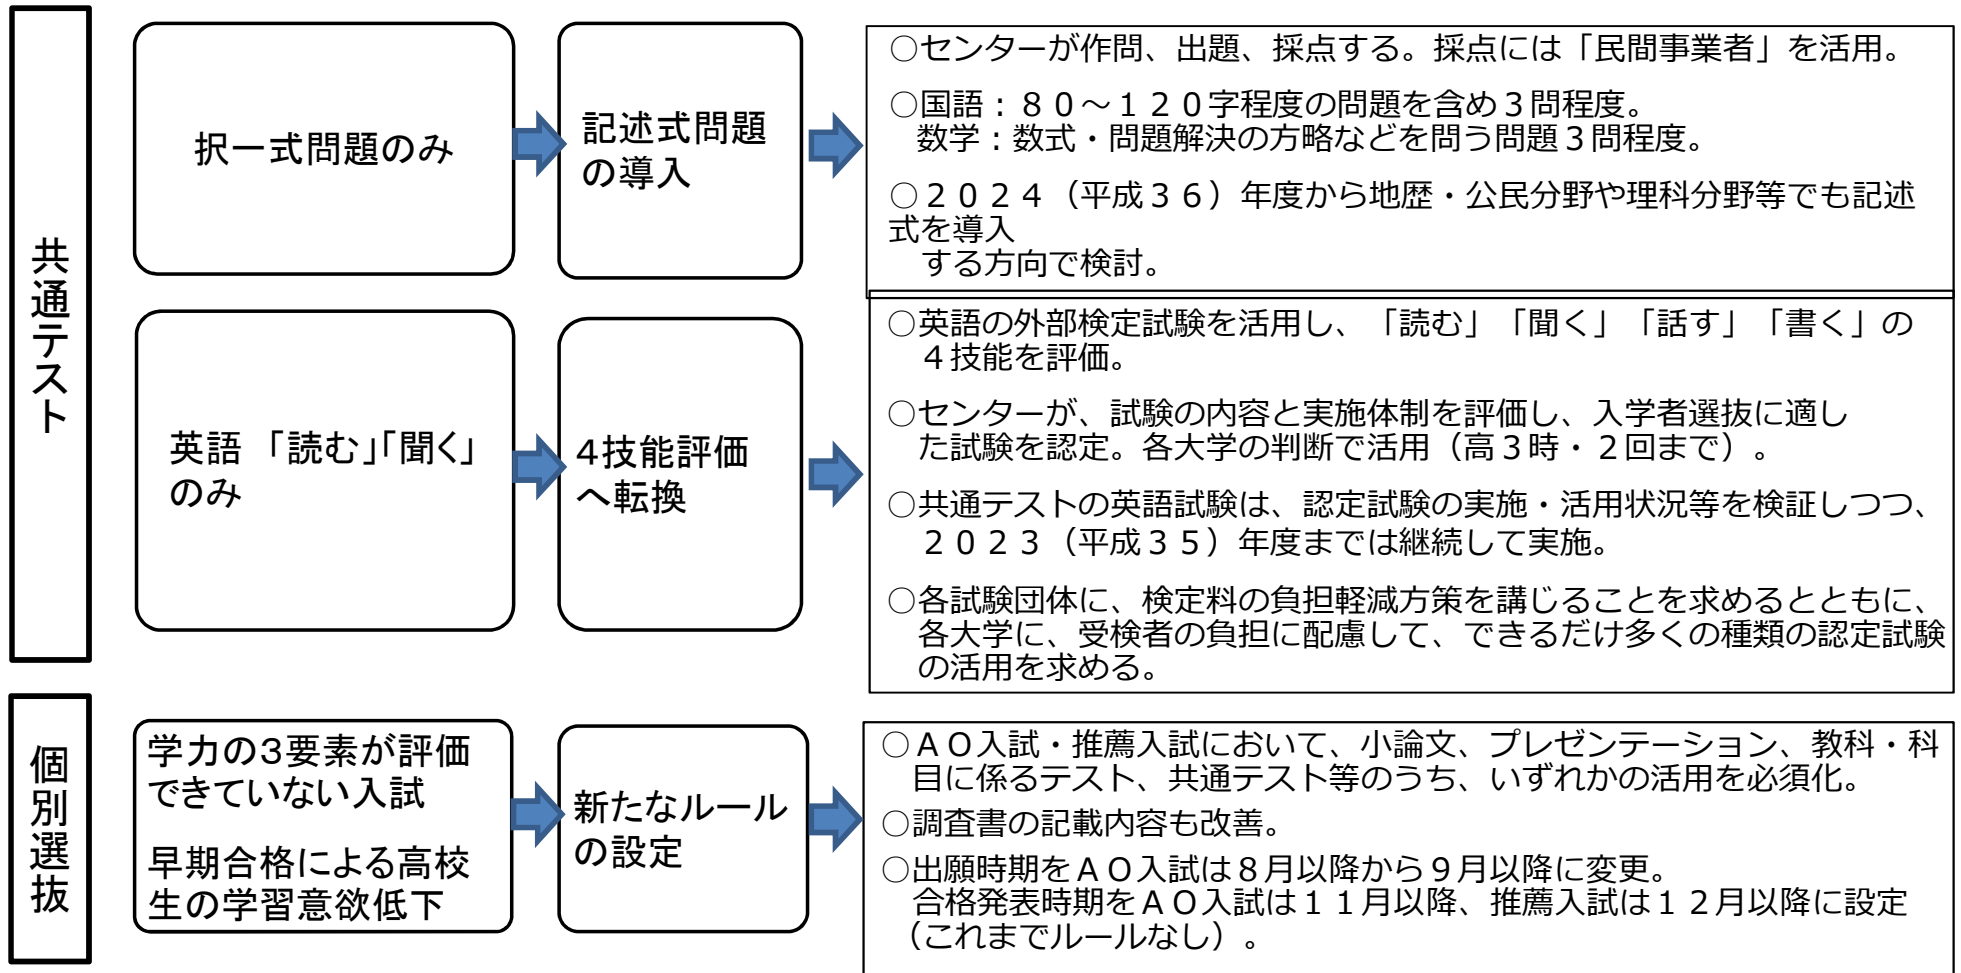 共通テスト
択一式問題のみ
記述式問題
の導入
○センターが作問、出題、採点する。採点には「民間事業者」を活用。
○国語：８０～１２０字程度の問題を含め３問程度。
数学：数式・問題解決の方略などを問う問題３問程度。
○２０２４（平成３６）年度から地歴・公民分野や理科分野等でも記述
式を導入
する方向で検討。
英語 「読む」「聞く」
のみ
4技能評価
へ転換
○英語の外部検定試験を活用し、「読む」「聞く」「話す」「書く」の
４技能を評価。
○センターが、試験の内容と実施体制を評価し、入学者選抜に適し
た試験を認定。各大学の判断で活用（高３時・２回まで）。
○共通テストの英語試験は、認定試験の実施・活用状況等を検証しつつ、
２０２３（平成３５）年度までは継続して実施。
○各試験団体に、検定料の負担軽減方策を講じることを求めるとともに、
各大学に、受検者の負担に配慮して、できるだけ多くの種類の認定試験
の活用を求める。
個別選抜
学力の3要素が評価
できていない入試
早期合格による高校
生の学習意欲低下
新たなルール
の設定
○ＡＯ入試・推薦入試において、小論文、プレゼンテーション、教科・科
目に係るテスト、共通テスト等のうち、いずれかの活用を必須化。
○調査書の記載内容も改善。
○出願時期をＡＯ入試は８月以降から９月以降に変更。
合格発表時期をＡＯ入試は１１月以降、推薦入試は１２月以降に設定
（これまでルールなし）。